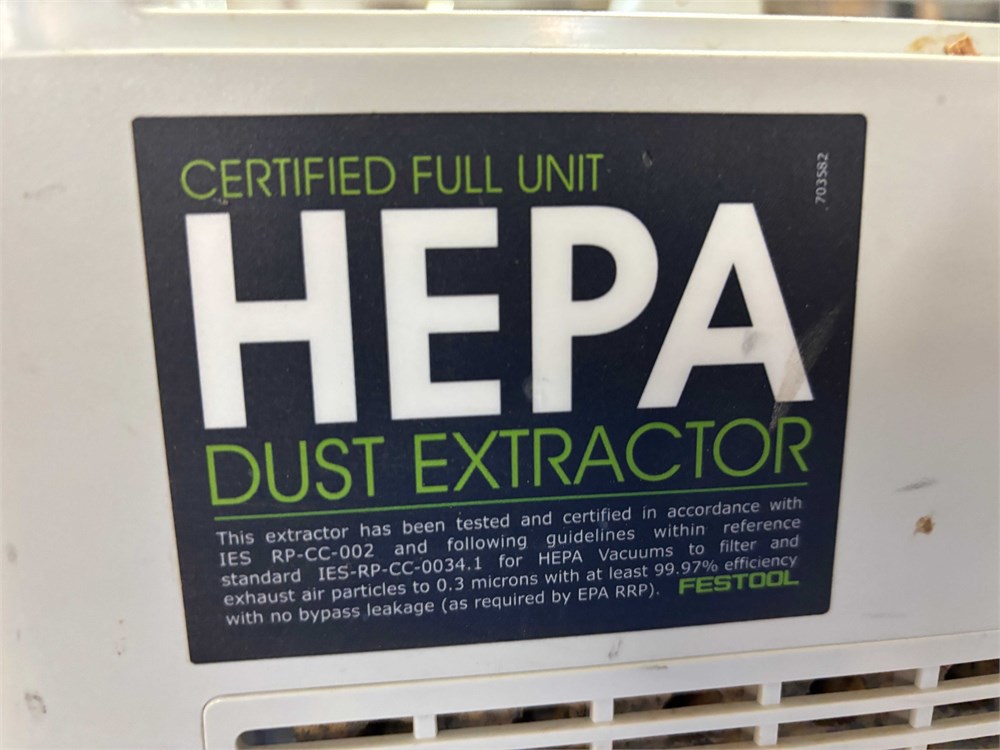 CERTIFIED FULL UNIT
703582
HEPA
DUST EXTRACTOR
This extractor has been tested and certified in accordance with
IES RP-CC-002 and following guidelines within reference
standard IES-RP-CC-0034.1 for HEPA Vacuums to filter and
exhaust air particles to 0.3 microns with at least 99.97% efficiency
with no bypass leakage (as required by EPA RRP).
FESTOOL